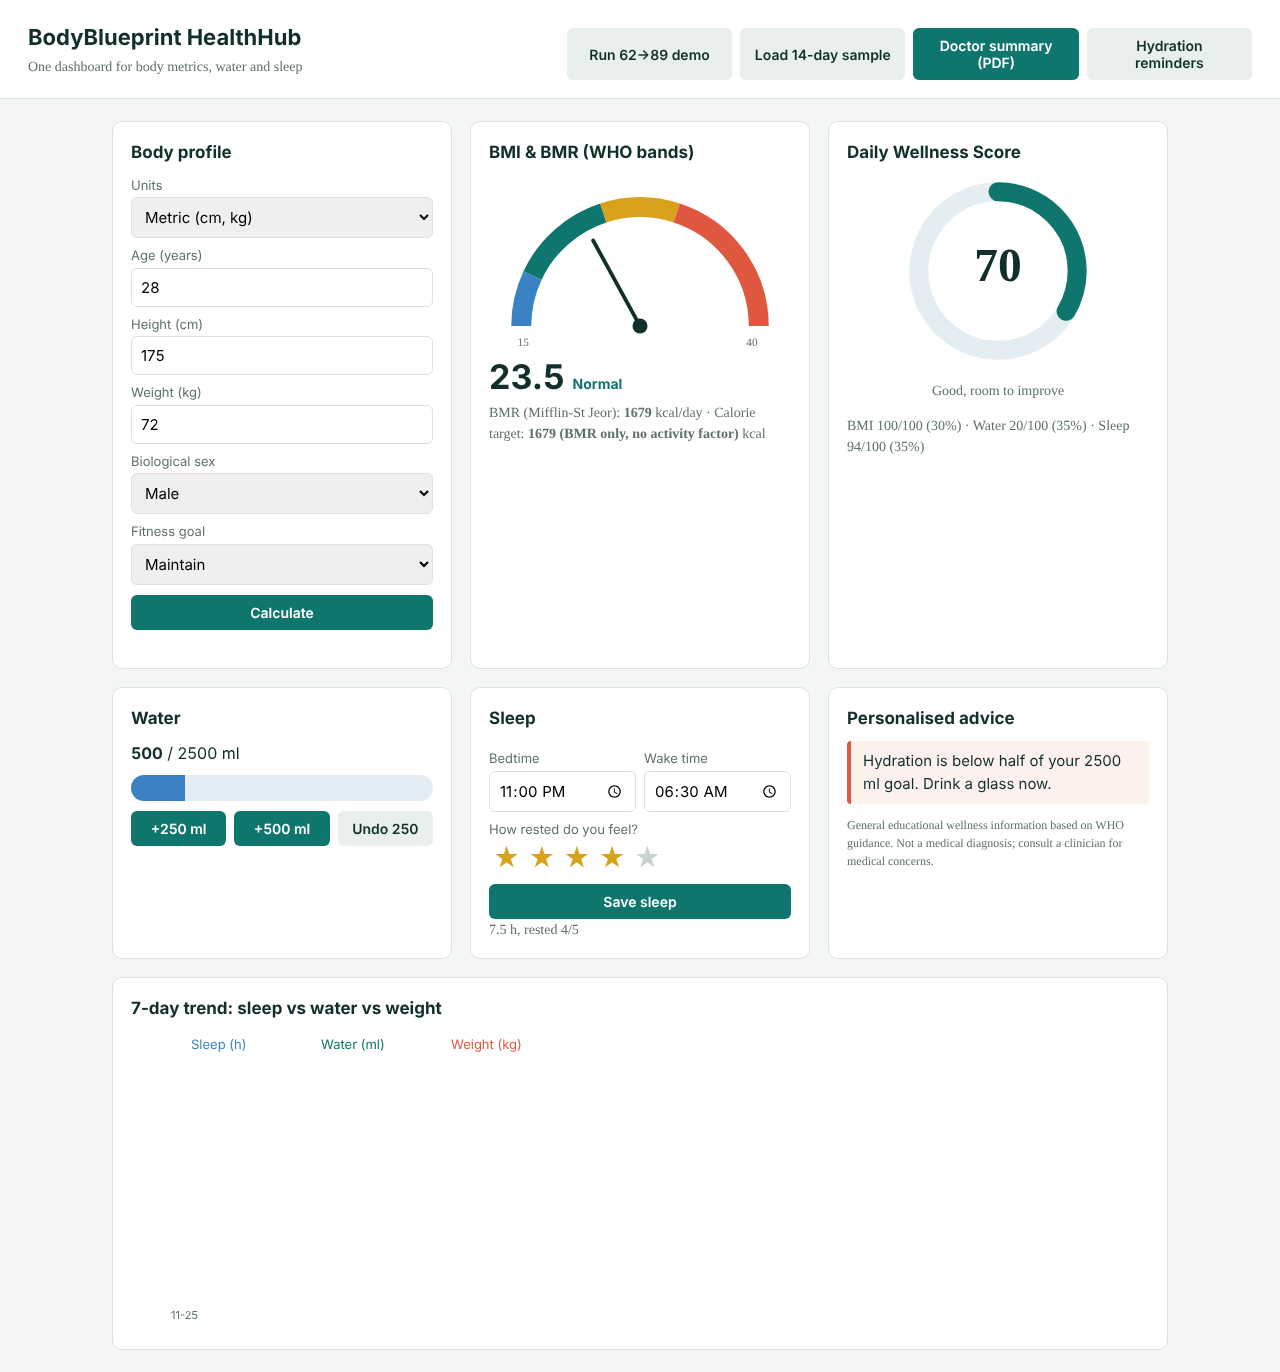 BodyBlueprint HealthHub
One dashboard for body metrics, water and sleep
Run 62→89 demo
Load 14-day sample
Doctor summary
(PDF)
Hydration
reminders
Body profile
Units
Metric (cm, kg)
Age (years)
28
Height (cm)
175
Weight (kg)
72
Biological sex
Male
Fitness goal
Maintain
Calculate
BMI & BMR (WHO bands)
15
40
23.5 Normal
BMR (Mifflin-St Jeor): 1679 kcal/day · Calorie
target: 1679 (BMR only, no activity factor) kcal
Daily Wellness Score
70
Good, room to improve
BMI 100/100 (30%) · Water 20/100 (35%) · Sleep
94/100 (35%)
Water
500 / 2500 ml
+250 ml
+500 ml
Undo 250
Sleep
Bedtime
Wake time
11:00 PM
06:30 AM
How rested do you feel?
★ ★ ★ ★ ★
Save sleep
7.5 h, rested 4/5
Personalised advice
Hydration is below half of your 2500
ml goal. Drink a glass now.
General educational wellness information based on WHO
guidance. Not a medical diagnosis; consult a clinician for
medical concerns.
7-day trend: sleep vs water vs weight
Sleep (h)
Water (ml)
Weight (kg)
11-25